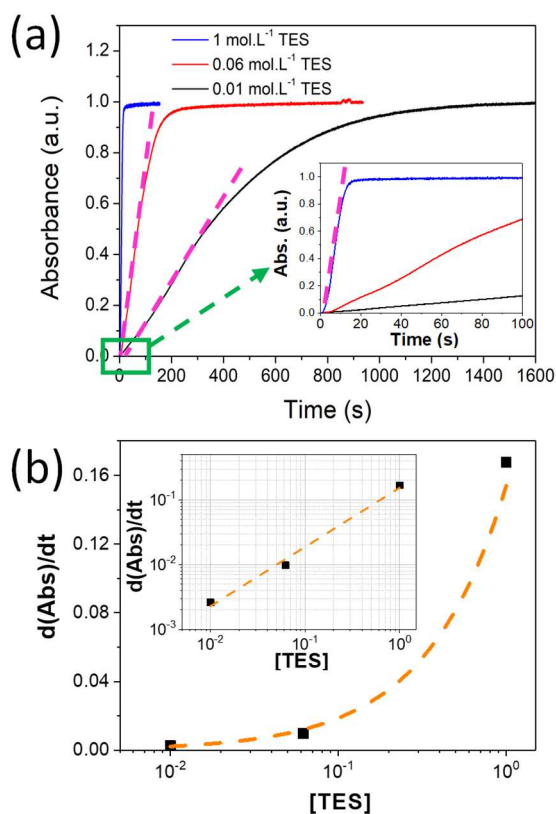 (a)
1 mol.L⁻¹ TES
0.06 mol.L⁻¹ TES
0.01 mol.L⁻¹ TES
Absorbance (a.u.)
1.2
1.0
0.8
0.6
0.4
0.2
0.0
0 200 400 600 800 1000 1200 1400 1600
Time (s)
Abs. (a.u.)
1.0
0.8
0.6
0.4
0.2
0.0
0 20 40 60 80 100
Time (s)
(b)
d(Abs)/dt
0.16
0.12
0.08
0.04
0.00
10⁻² 10⁻¹ 10⁰
[TES]
d(Abs)/dt
10⁻¹
10⁻²
10⁻³
10⁻² 10⁻¹ 10⁰
[TES]